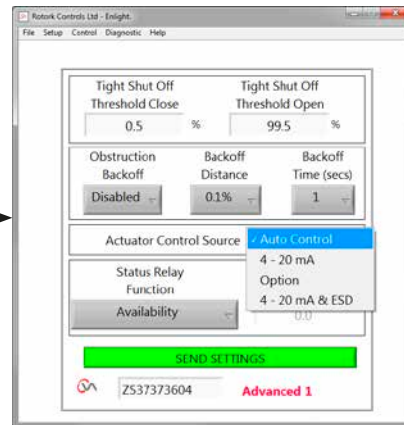 Rotork Controls Ltd - Enlight.
File Setup Control Diagnostic Help
Tight Shut Off Threshold Close
Tight Shut Off Threshold Open
0.5 %
99.5 %
Obstruction Backoff
Backoff Distance
Backoff Time (secs)
Disabled
0.1%
1
Actuator Control Source
✓ Auto Control
4 - 20 mA
Option
4 - 20 mA & ESD
Status Relay Function
Availability
0.0
SEND SETTINGS
ZS37373604
Advanced 1